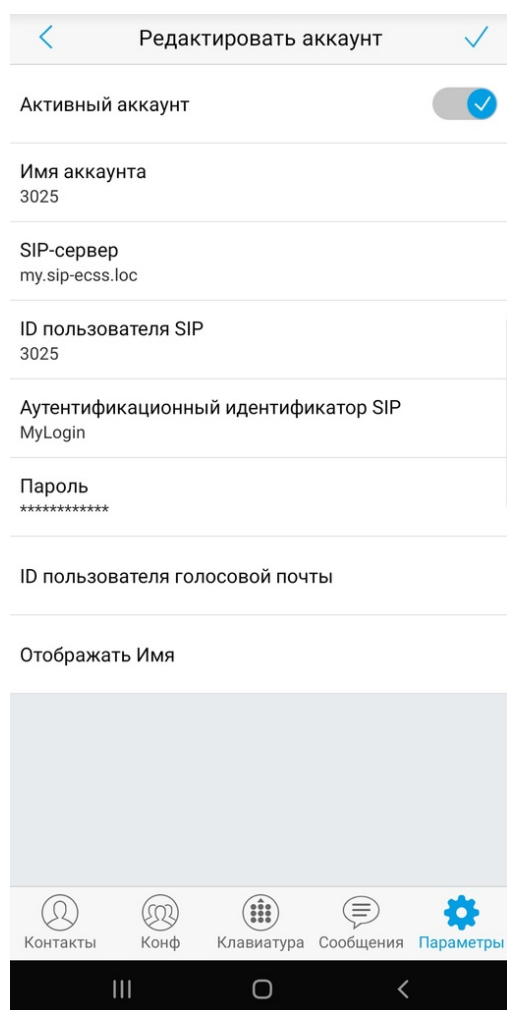 Редактировать аккаунт
Активный аккаунт
Имя аккаунта
3025
SIP-сервер
my.sip-ecss.loc
ID пользователя SIP
3025
Аутентификационный идентификатор SIP
MyLogin
Пароль
************
ID пользователя голосовой почты
Отображать Имя
Контакты Конф Клавиатура Сообщения Параметры